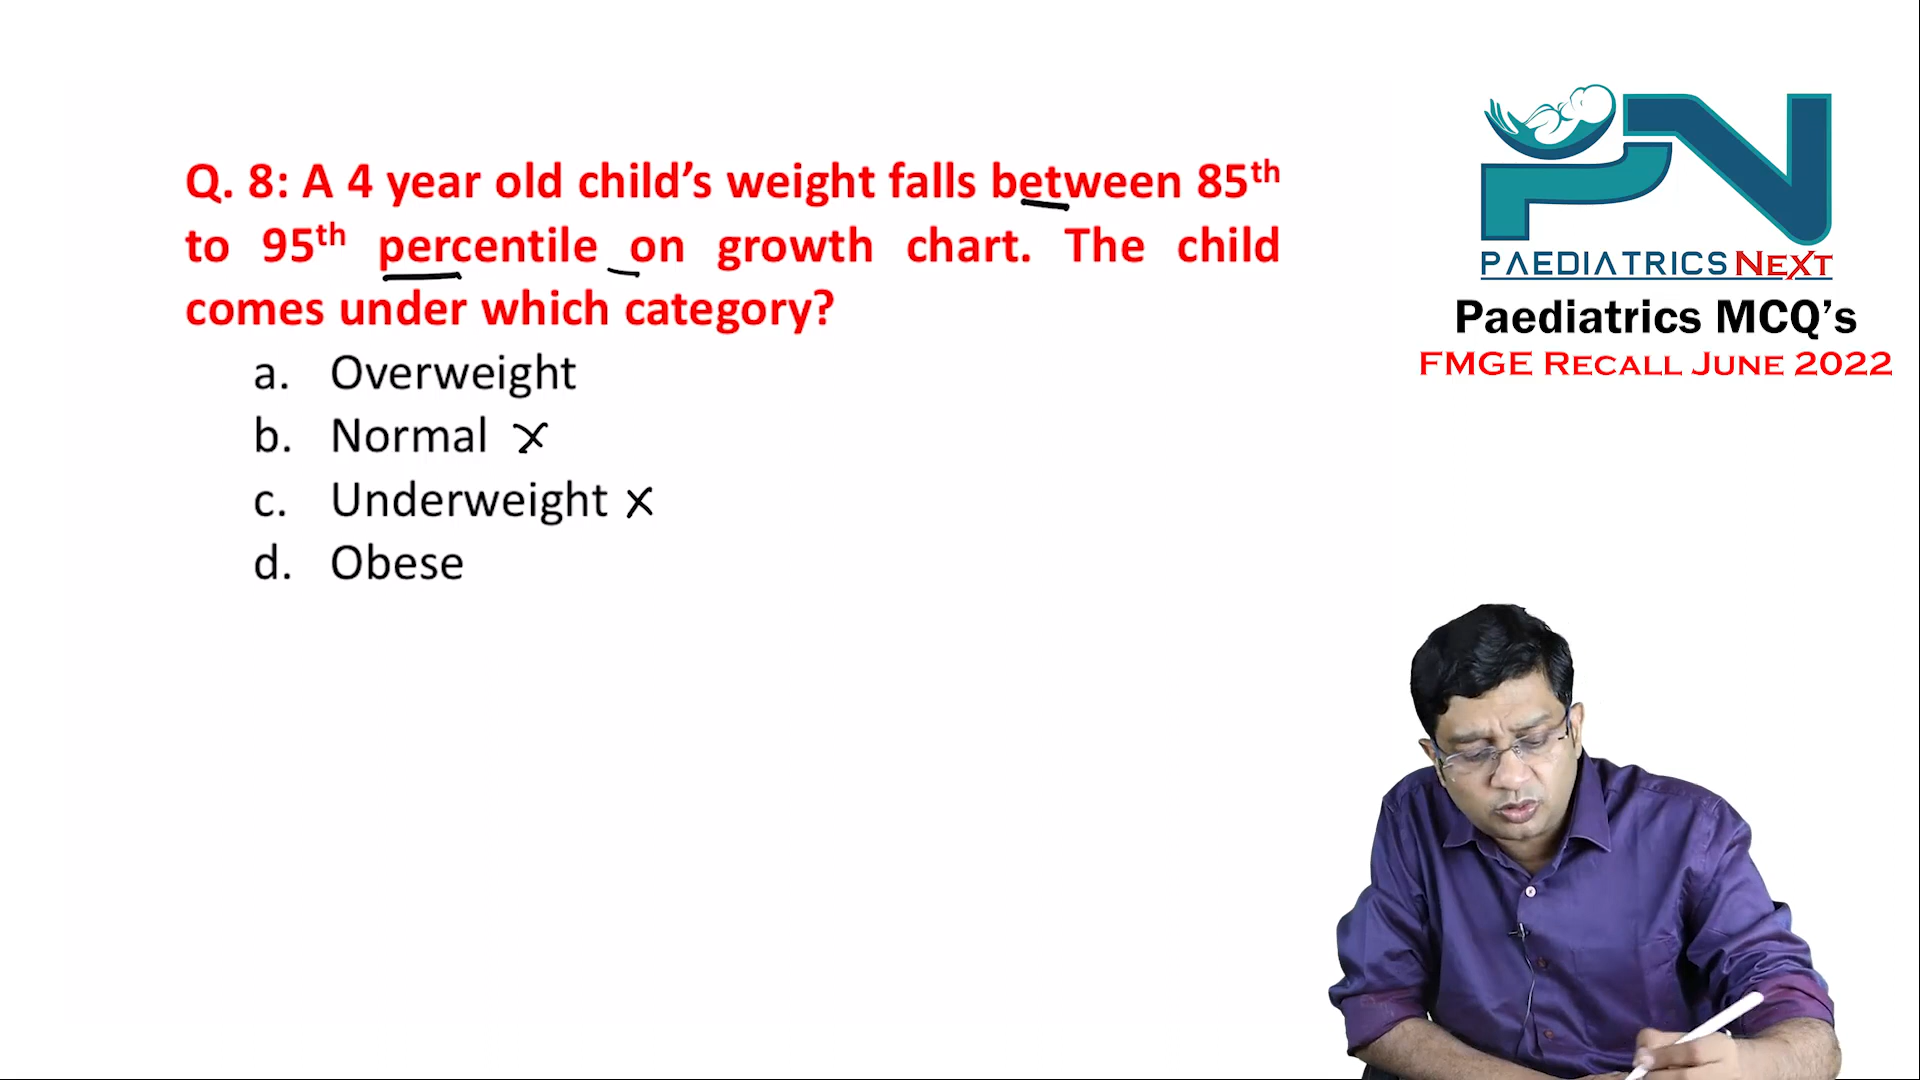 Q. 8: A 4 year old child’s weight falls between 85th
to 95th percentile on growth chart. The child
comes under which category?
a. Overweight
b. Normal x
c. Underweight x
d. Obese
PN
PAEDIATRICS NEXT
Paediatrics MCQ’s
FMGE RECALL JUNE 2022